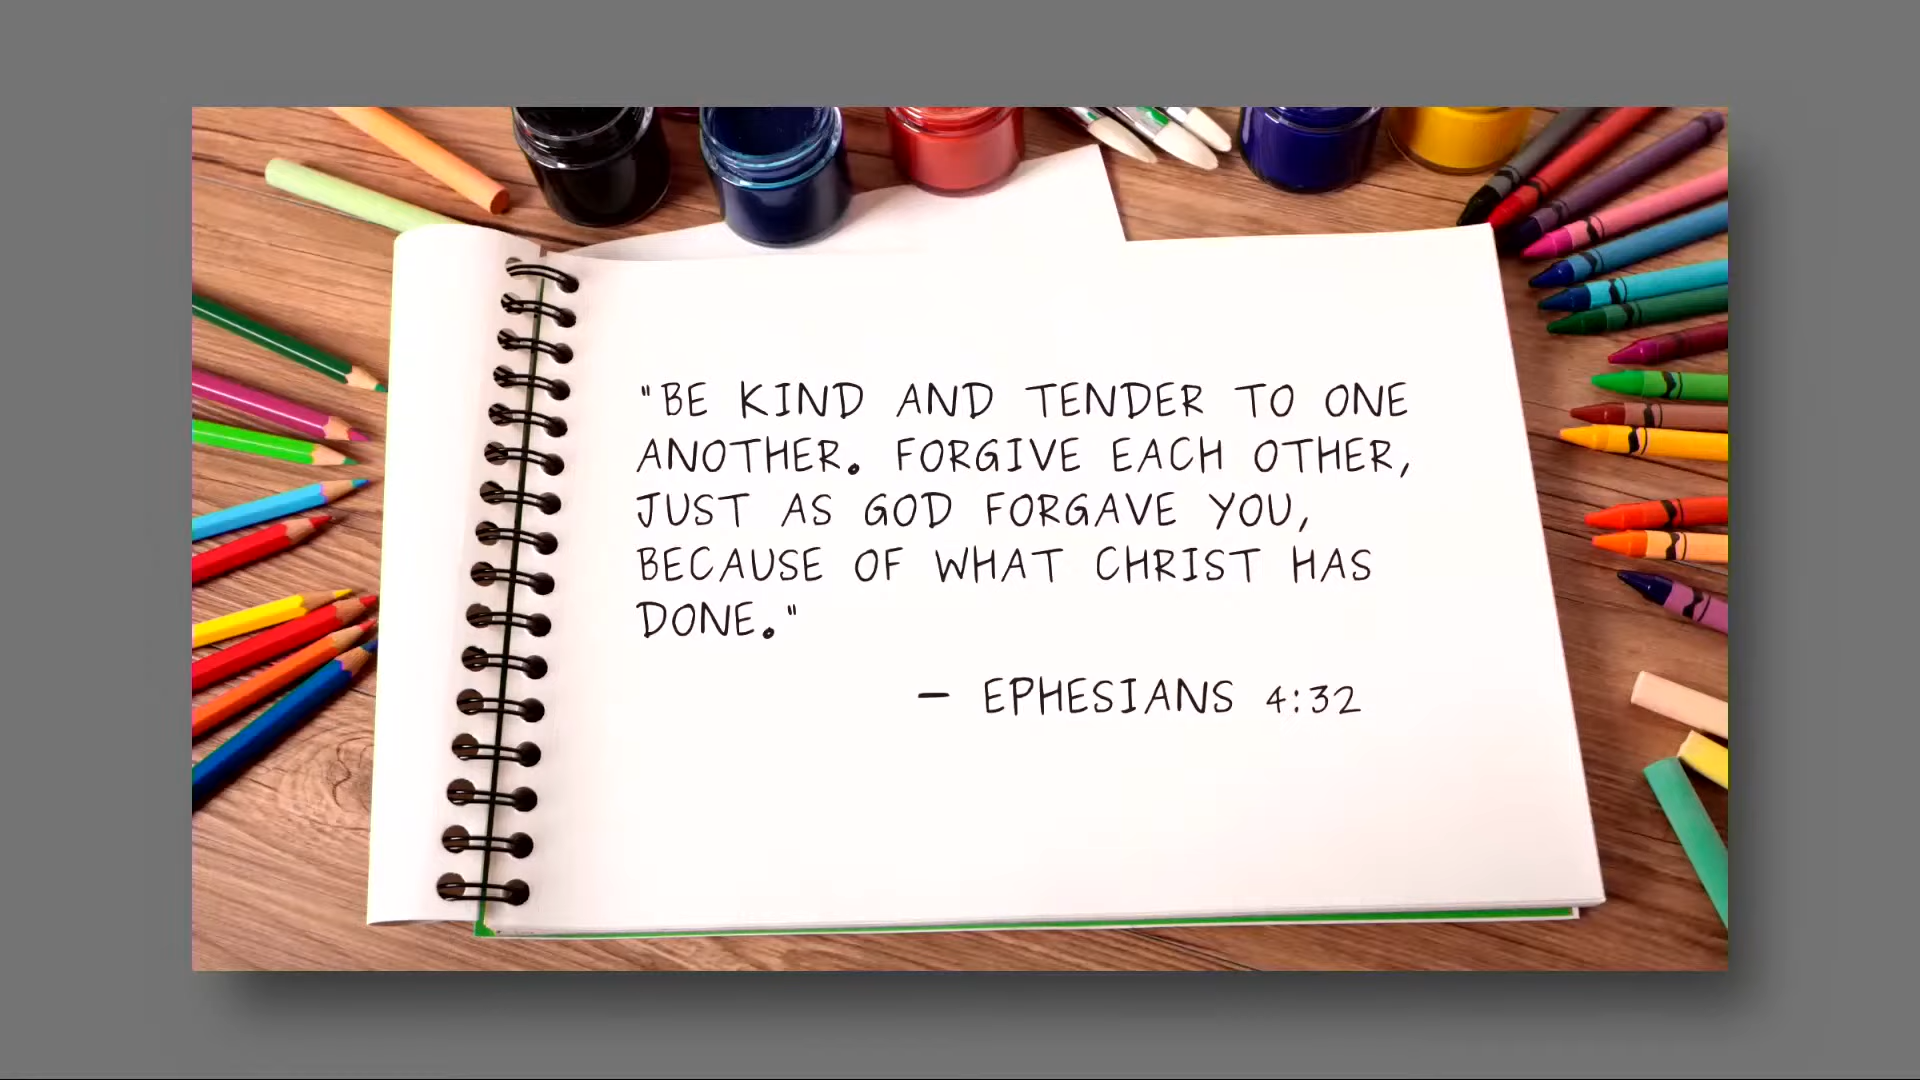 "BE KIND AND TENDER TO ONE
ANOTHER. FORGIVE EACH OTHER,
JUST AS GOD FORGAVE YOU,
BECAUSE OF WHAT CHRIST HAS
DONE."
– EPHESIANS 4:32